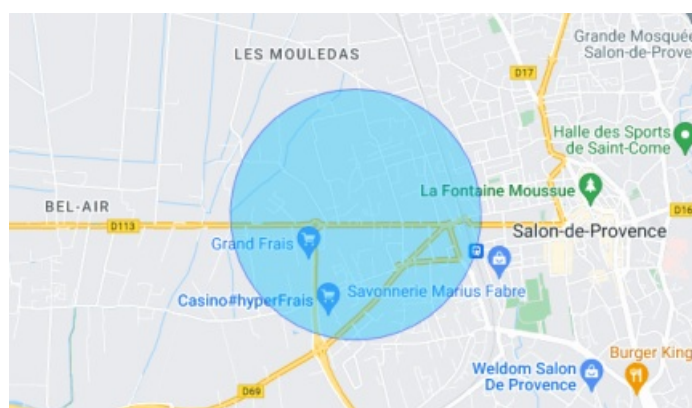 Grande Mosquée
Salon-de-Prove
LES MOULEDAS
D17
Halle des Sports
de Saint-Come
La Fontaine Moussue
BEL-AIR
D113
D16
Salon-de-Provence
Grand Frais
Savonnerie Marius Fabre
Casino#hyperFrais
Burger King
Weldom Salon
De Provence
D69